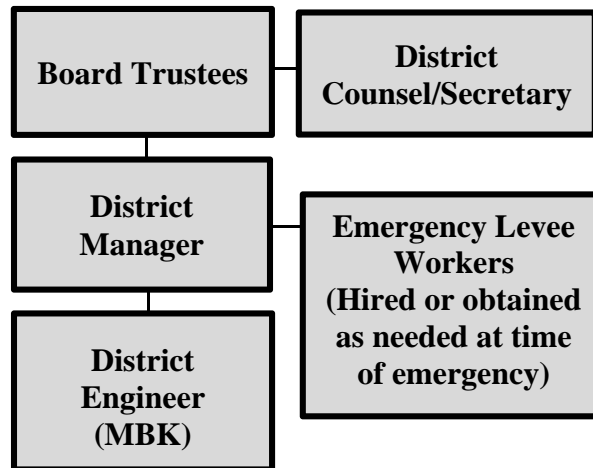 Board Trustees
District
Counsel/Secretary
District
Manager
Emergency Levee
Workers
(Hired or obtained
as needed at time
of emergency)
District
Engineer
(MBK)